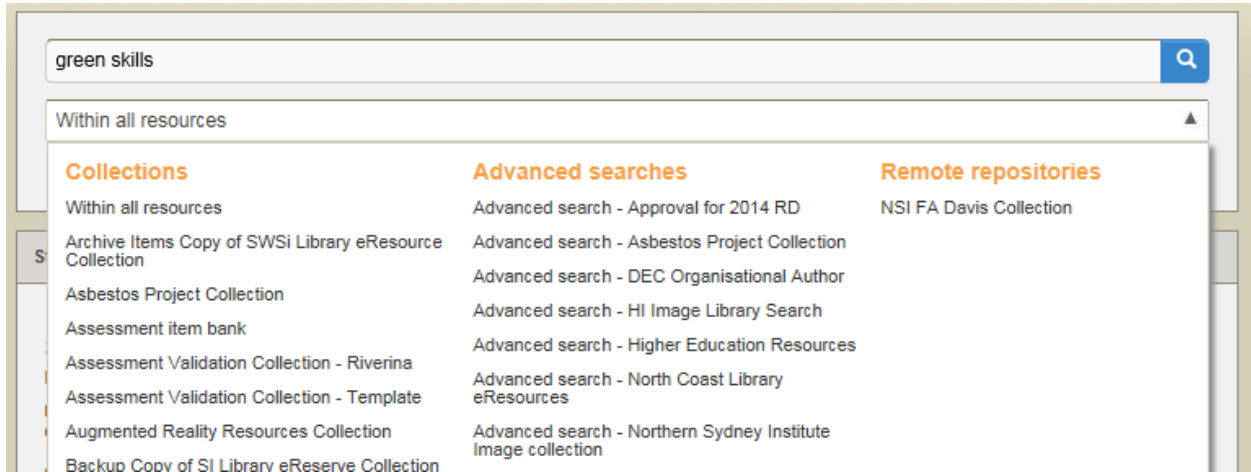 green skills
Within all resources
Collections
Within all resources
Archive Items Copy of SWSi Library eResource
Collection
Asbestos Project Collection
Assessment item bank
Assessment Validation Collection - Riverina
Assessment Validation Collection - Template
Augmented Reality Resources Collection
Backup Copy of SI Library eReserve Collection
Advanced searches
Advanced search - Approval for 2014 RD
Advanced search - Asbestos Project Collection
Advanced search - DEC Organisational Author
Advanced search - HI Image Library Search
Advanced search - Higher Education Resources
Advanced search - North Coast Library
eResources
Advanced search - Northern Sydney Institute
Image collection
Remote repositories
NSI FA Davis Collection